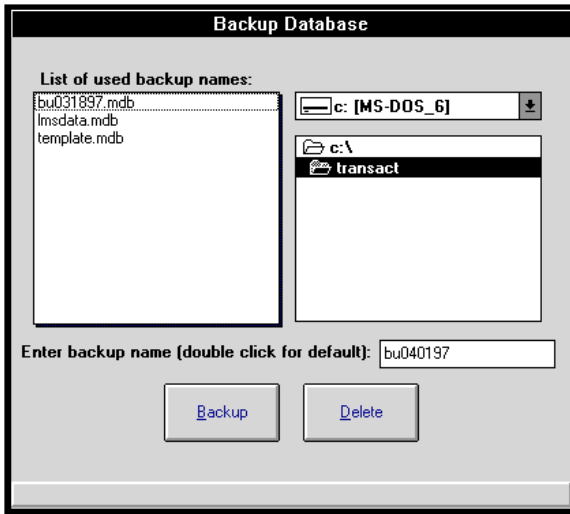 Backup Database
List of used backup names:
bu031897.mdb
lmsdata.mdb
template.mdb
c: [MS-DOS_6]
c:\
transact
Enter backup name (double click for default): bu040197
Backup
Delete